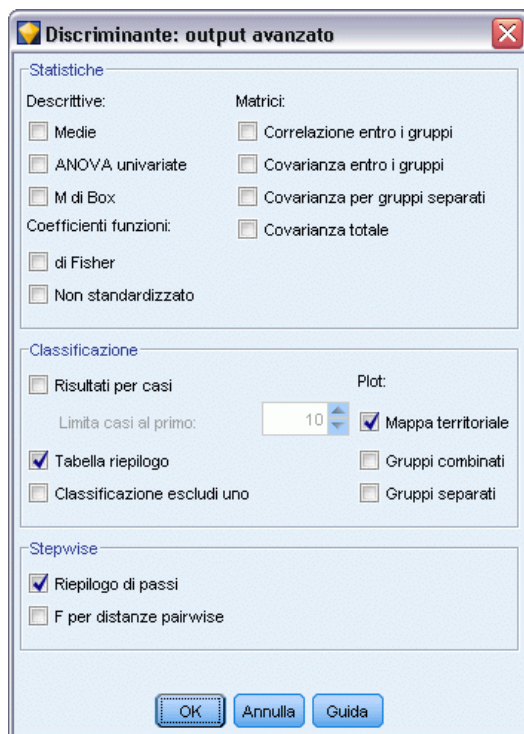 Discriminante: output avanzato
Statistiche
Descrittive:
Medie
ANOVA univariate
M di Box
Coefficienti funzioni:
di Fisher
Non standardizzato
Matrici:
Correlazione entro i gruppi
Covarianza entro i gruppi
Covarianza per gruppi separati
Covarianza totale
Classificazione
Risultati per casi
Limita casi al primo: 10
Tabella riepilogo
Classificazione escludi uno
Plot:
Mappa territoriale
Gruppi combinati
Gruppi separati
Stepwise
Riepilogo di passi
F per distanze pairwise
OK Annulla Guida